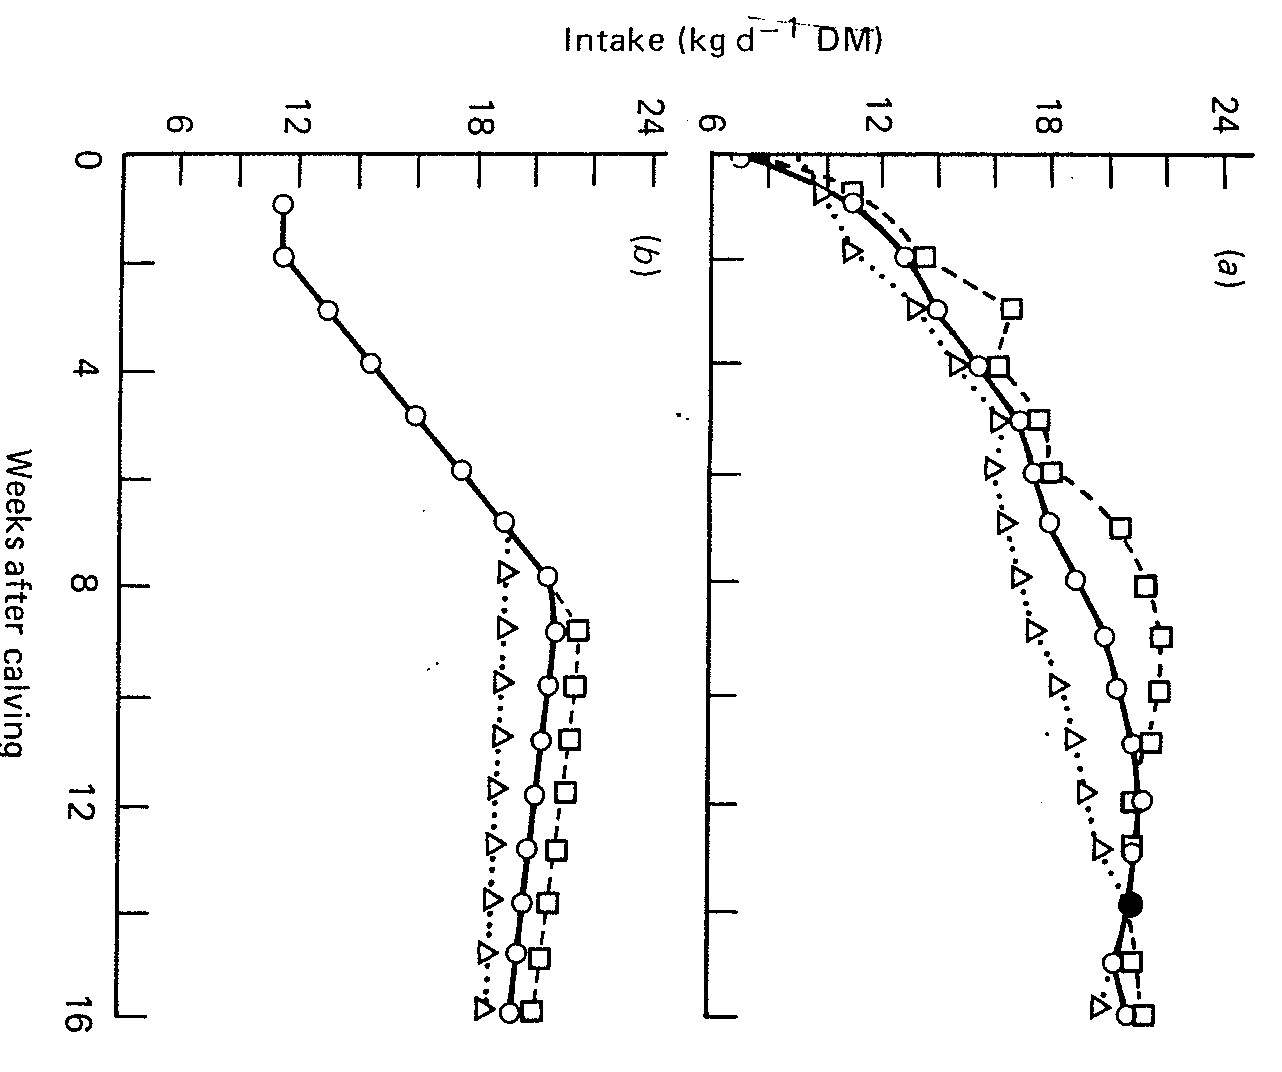 Intake (kg d⁻¹ DM)
6 12 18 24
(a)
6 12 18 24
(b)
0 4 8 12 16
Weeks after calving